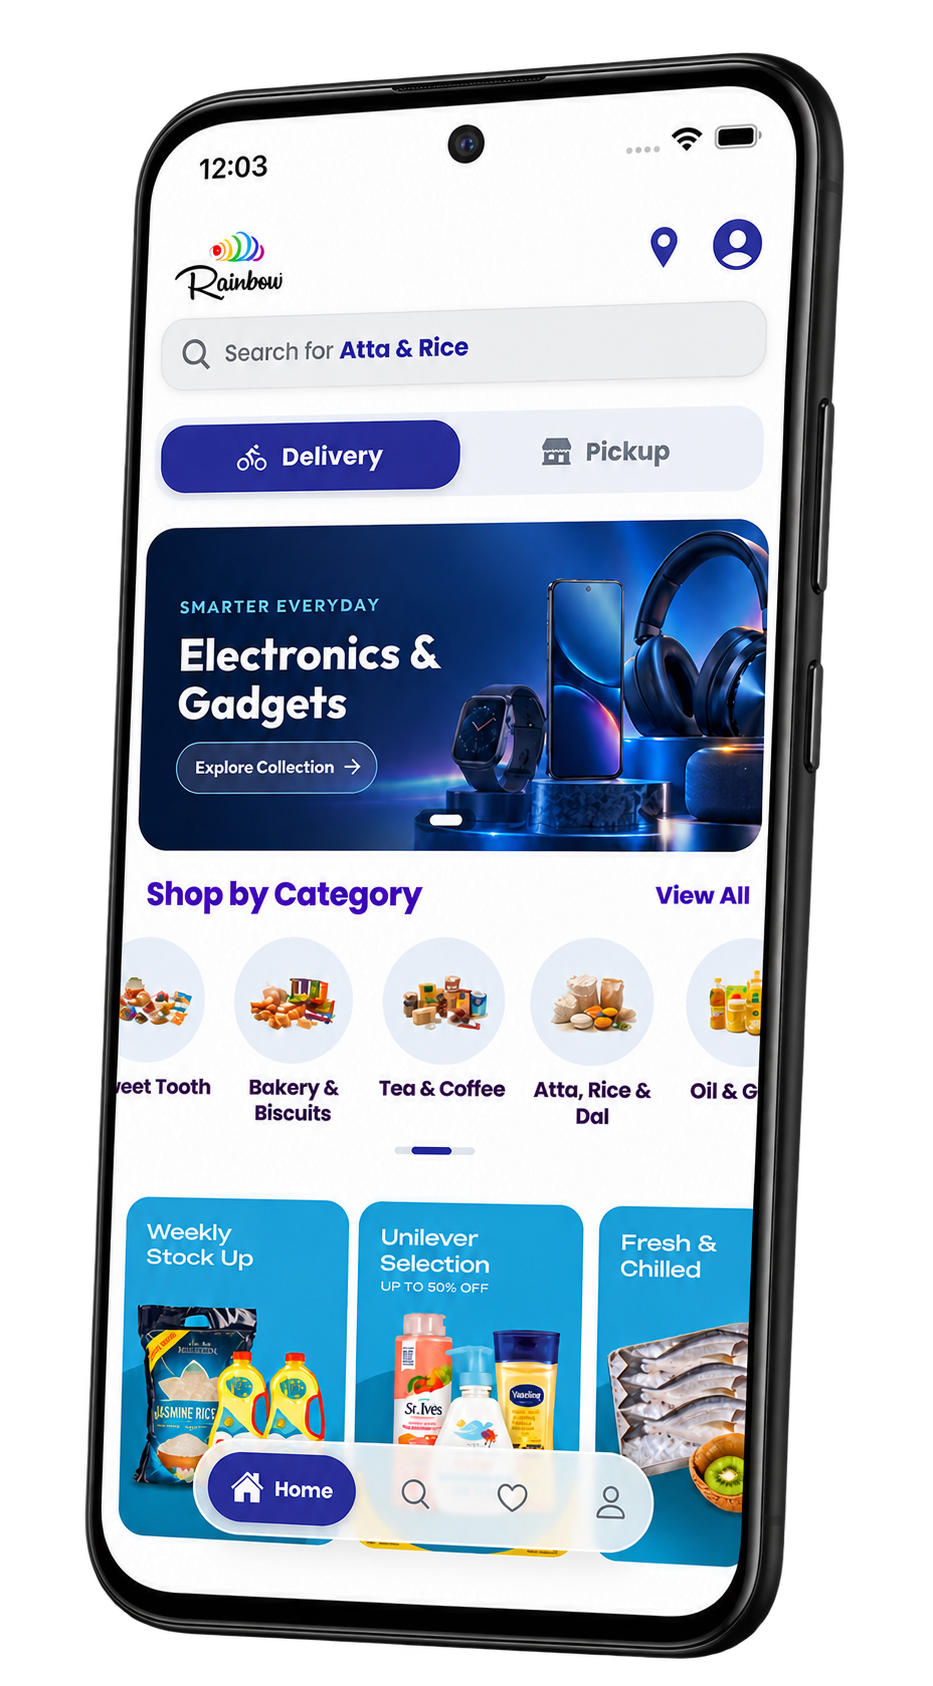 12:03
Rainbow
Search for Atta & Rice
Delivery
Pickup
SMARTER EVERYDAY
Electronics &
Gadgets
Explore Collection →
Shop by Category
View All
weet Tooth
Bakery &
Biscuits
Tea & Coffee
Atta, Rice &
Dal
Oil & G
Weekly
Stock Up
Unilever
Selection
UP TO 50% OFF
Fresh &
Chilled
JASMINE RICE
St. Ives
Vaseline
Home